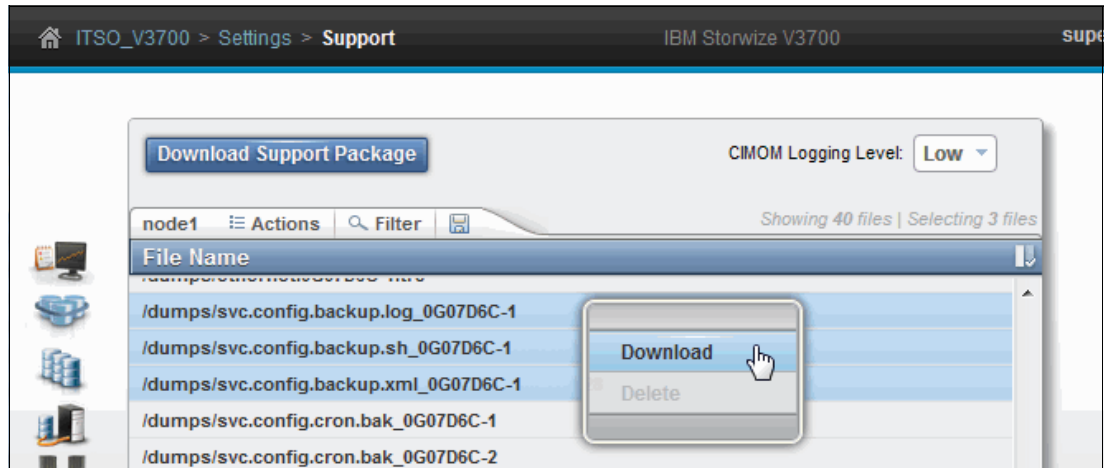 ITSO_V3700 > Settings > Support IBM Storwize V3700 supe
Download Support Package CIMOM Logging Level: Low
node1 Actions Filter Showing 40 files | Selecting 3 files
File Name
/dumps/svc.config.backup.log_0G07D6C-1
/dumps/svc.config.backup.sh_0G07D6C-1
Download
/dumps/svc.config.backup.xml_0G07D6C-1
Delete
/dumps/svc.config.cron.bak_0G07D6C-1
/dumps/svc.config.cron.bak_0G07D6C-2